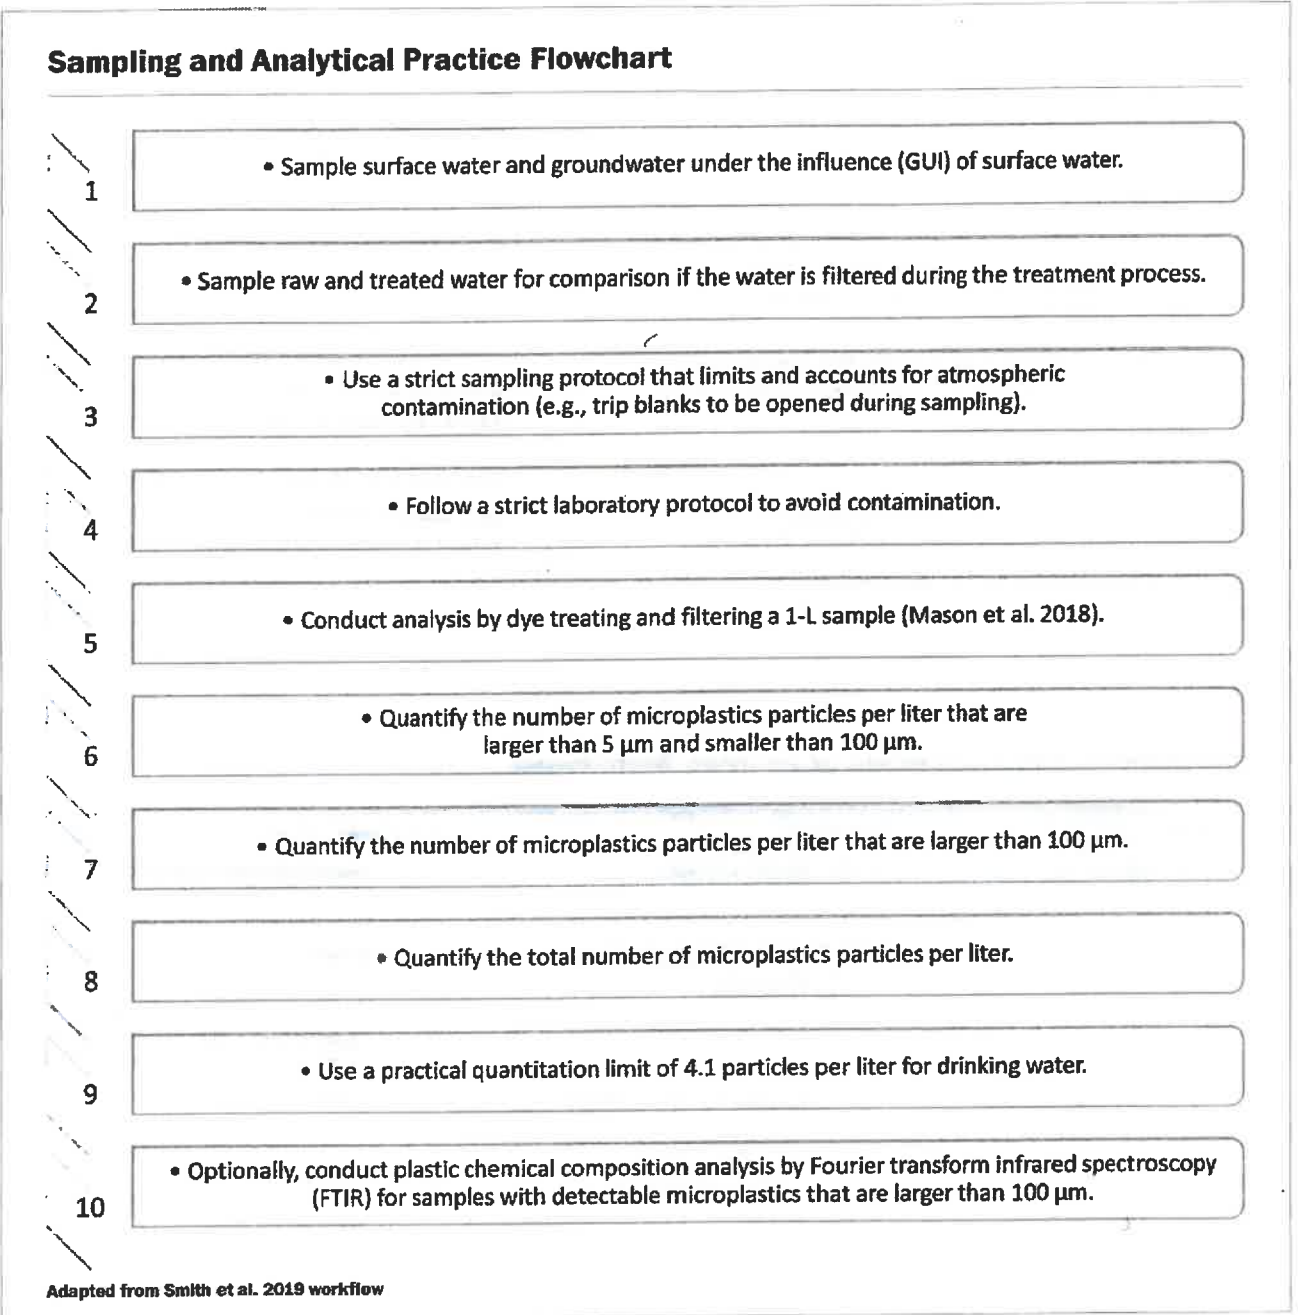 Sampling and Analytical Practice Flowchart
1
• Sample surface water and groundwater under the influence (GUI) of surface water.
2
• Sample raw and treated water for comparison if the water is filtered during the treatment process.
3
• Use a strict sampling protocol that limits and accounts for atmospheric
contamination (e.g., trip blanks to be opened during sampling).
4
• Follow a strict laboratory protocol to avoid contamination.
5
• Conduct analysis by dye treating and filtering a 1-L sample (Mason et al. 2018).
6
• Quantify the number of microplastics particles per liter that are
larger than 5 µm and smaller than 100 µm.
7
• Quantify the number of microplastics particles per liter that are larger than 100 µm.
8
• Quantify the total number of microplastics particles per liter.
9
• Use a practical quantitation limit of 4.1 particles per liter for drinking water.
10
• Optionally, conduct plastic chemical composition analysis by Fourier transform infrared spectroscopy
(FTIR) for samples with detectable microplastics that are larger than 100 µm.
Adapted from Smith et al. 2019 workflow